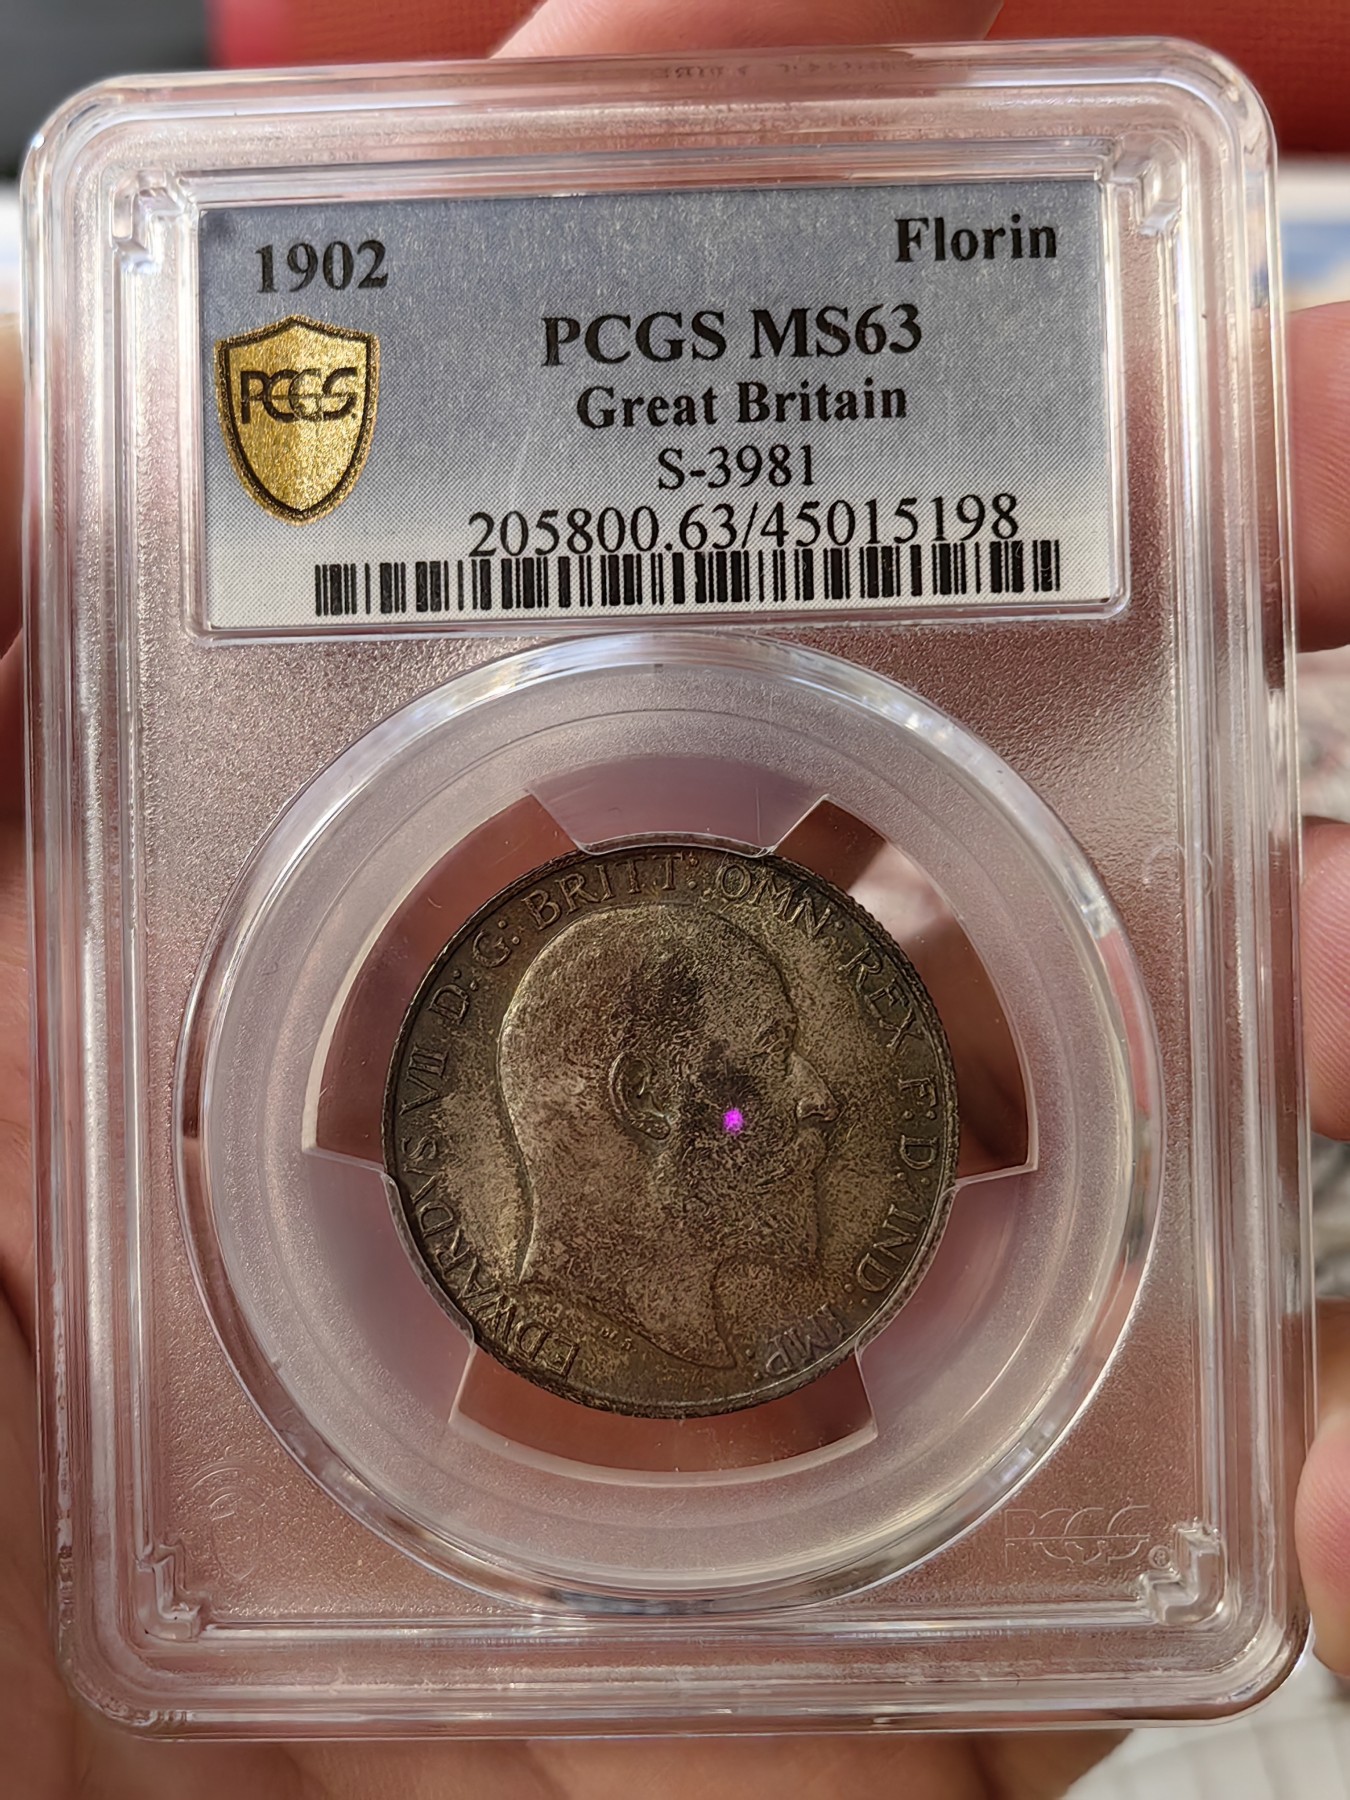 1902
Florin
PCGS MS63
PCGS
Great Britain
S-3981
205800.63/45015198
EDWARDVS VII D: G: BRITT: OMN: REX F: D: IND: IMP:
PCGS